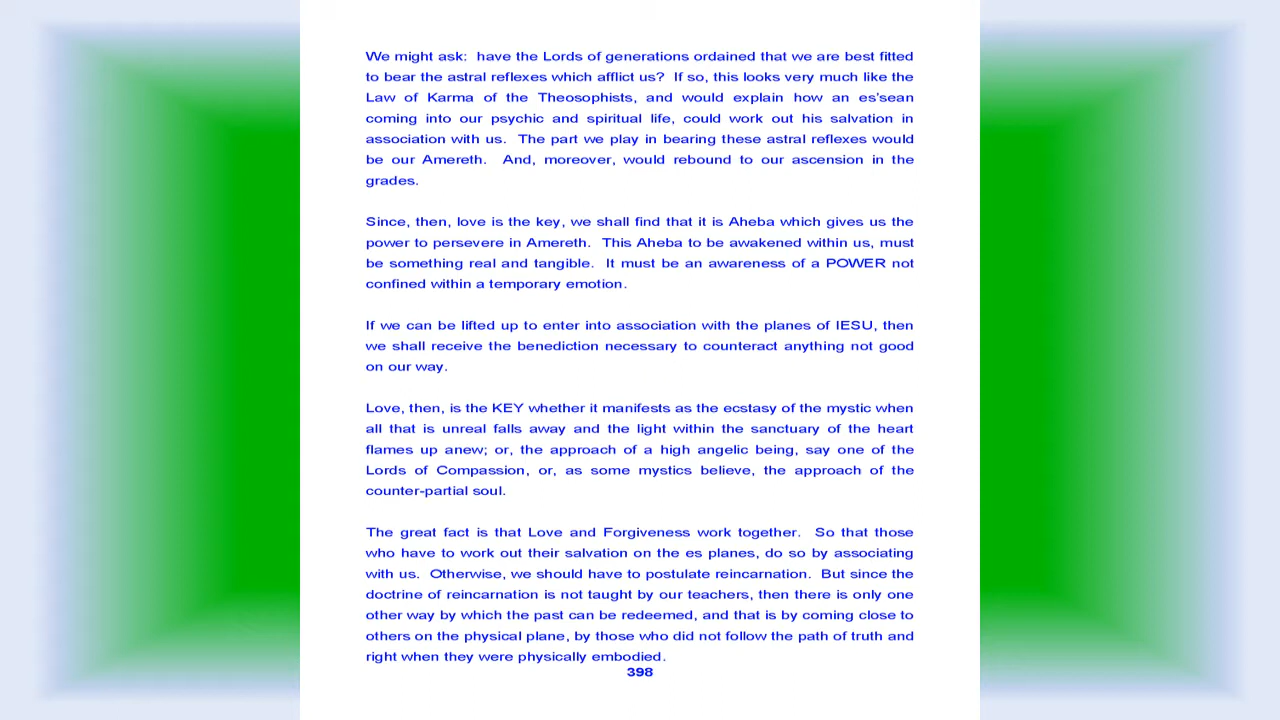 We might ask:  have the Lords of generations ordained that we are best fitted
to bear the astral reflexes which afflict us?  If so, this looks very much like the
Law of Karma of the Theosophists, and would explain how an es'sean
coming into our psychic and spiritual life, could work out his salvation in
association with us.  The part we play in bearing these astral reflexes would
be our Amereth.  And, moreover, would rebound to our ascension in the
grades.
Since, then, love is the key, we shall find that it is Aheba which gives us the
power to persevere in Amereth.  This Aheba to be awakened within us, must
be something real and tangible.  It must be an awareness of a POWER not
confined within a temporary emotion.
If we can be lifted up to enter into association with the planes of IESU, then
we shall receive the benediction necessary to counteract anything not good
on our way.
Love, then, is the KEY whether it manifests as the ecstasy of the mystic when
all that is unreal falls away and the light within the sanctuary of the heart
flames up anew; or, the approach of a high angelic being, say one of the
Lords of Compassion, or, as some mystics believe, the approach of the
counter-partial soul.
The great fact is that Love and Forgiveness work together.  So that those
who have to work out their salvation on the es planes, do so by associating
with us.  Otherwise, we should have to postulate reincarnation.  But since the
doctrine of reincarnation is not taught by our teachers, then there is only one
other way by which the past can be redeemed, and that is by coming close to
others on the physical plane, by those who did not follow the path of truth and
right when they were physically embodied.
398